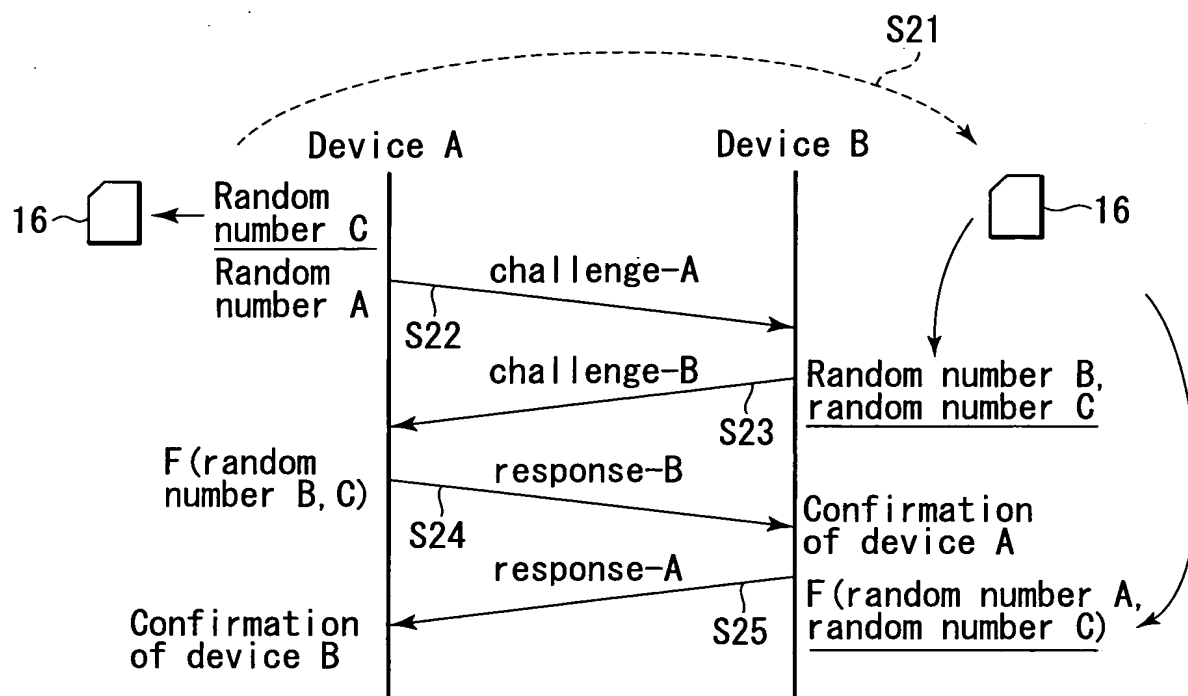 S21
Device A
Device B
16
Random
number C
16
Random
number A
challenge-A
S22
challenge-B
Random number B,
random number C
S23
F(random
number B,C)
response-B
S24
Confirmation
of device A
response-A
F(random number A,
random number C)
S25
Confirmation
of device B